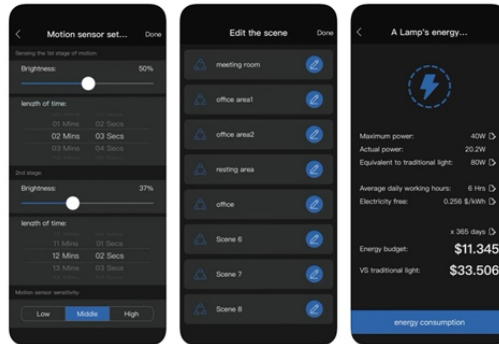 Motion sensor set...
Done
Sensing the 1st stage of motion
Brightness:
50%
length of time:
01 Mins 02 Secs
02 Mins 03 Secs
03 Mins 04 Secs
2nd stage
Brightness:
37%
length of time:
11 Mins 01 Secs
12 Mins 02 Secs
13 Mins 03 Secs
Motion sensor sensitivity
Low Middle High
Edit the scene
Done
meeting room
office area1
office area2
resting area
office
Scene 6
Scene 7
Scene 8
A Lamp's energy...
Maximum power: 40W
Actual power: 20.2W
Equivalent to traditional light: 80W
Average daily working hours: 6 Hrs
Electricity free: 0.256 $/kWh
x 365 days
Energy budget: $11.345
VS traditional light: $33.506
energy consumption